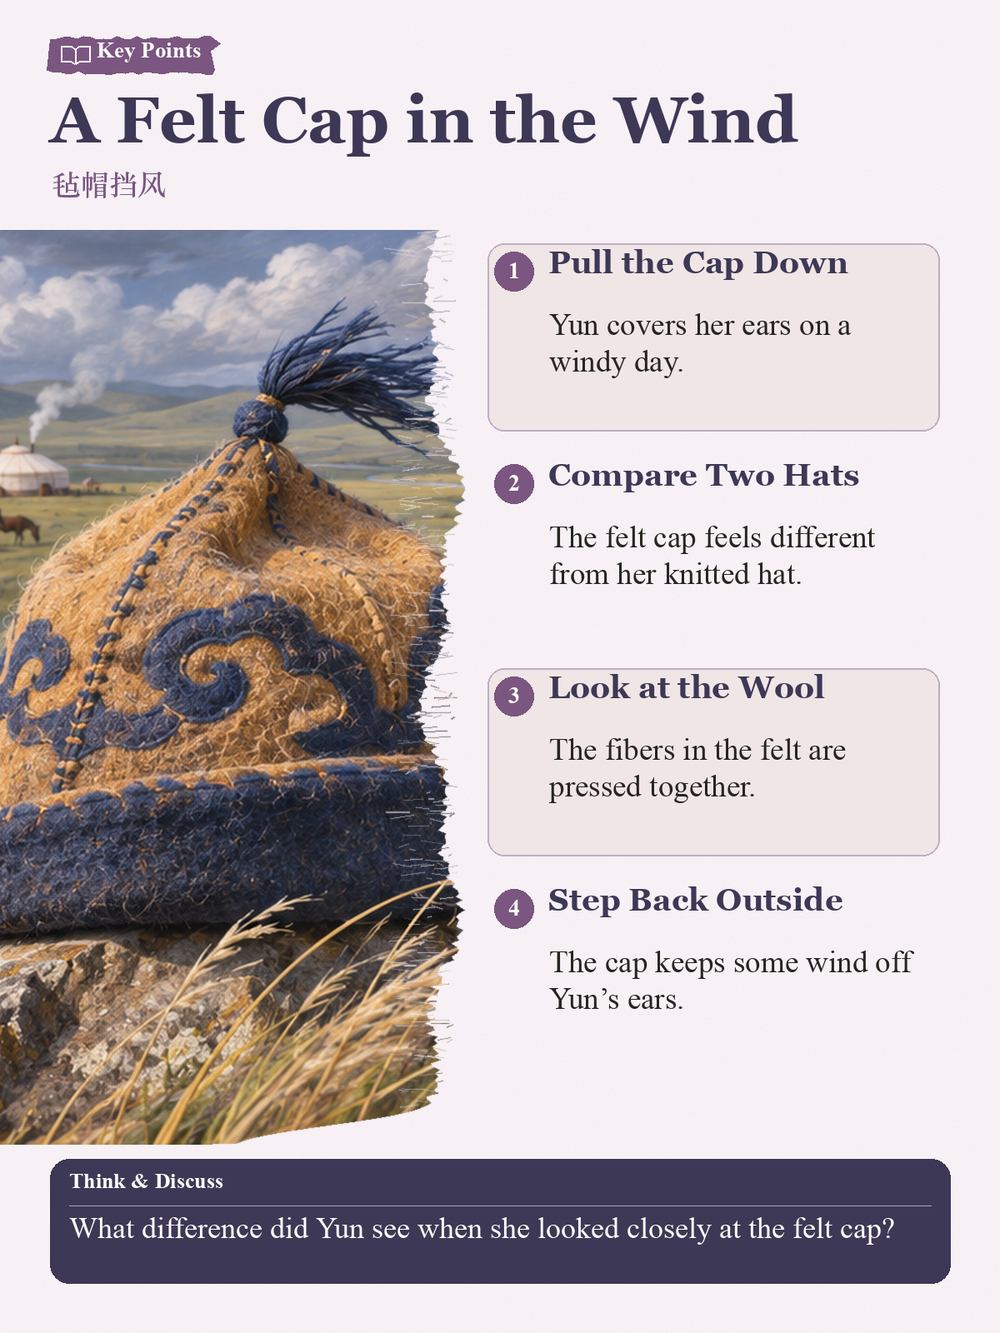 Key Points
A Felt Cap in the Wind
毡帽挡风
1 Pull the Cap Down
Yun covers her ears on a
windy day.
2 Compare Two Hats
The felt cap feels different
from her knitted hat.
3 Look at the Wool
The fibers in the felt are
pressed together.
4 Step Back Outside
The cap keeps some wind off
Yun’s ears.
Think & Discuss
What difference did Yun see when she looked closely at the felt cap?